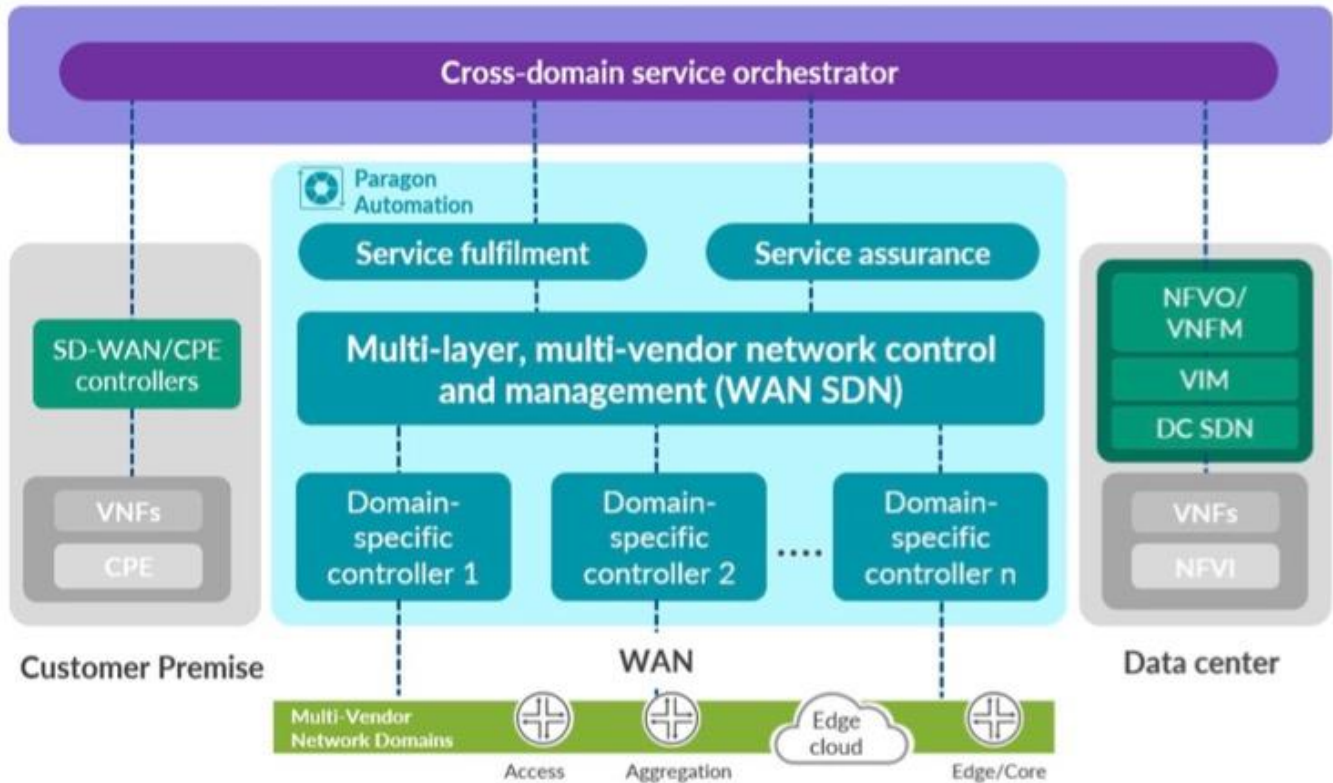 Cross-domain service orchestrator
Paragon
Automation
Service fulfilment
Service assurance
SD-WAN/CPE
controllers
VNFs
CPE
Customer Premise
Multi-layer, multi-vendor network control
and management (WAN SDN)
Domain-
specific
controller 1
Domain-
specific
controller 2
....
Domain-
specific
controller n
WAN
NFVO/
VNFM
VIM
DC SDN
VNFs
NFVI
Data center
Multi-Vendor
Network Domains
Edge
cloud
Access
Aggregation
Edge/Core